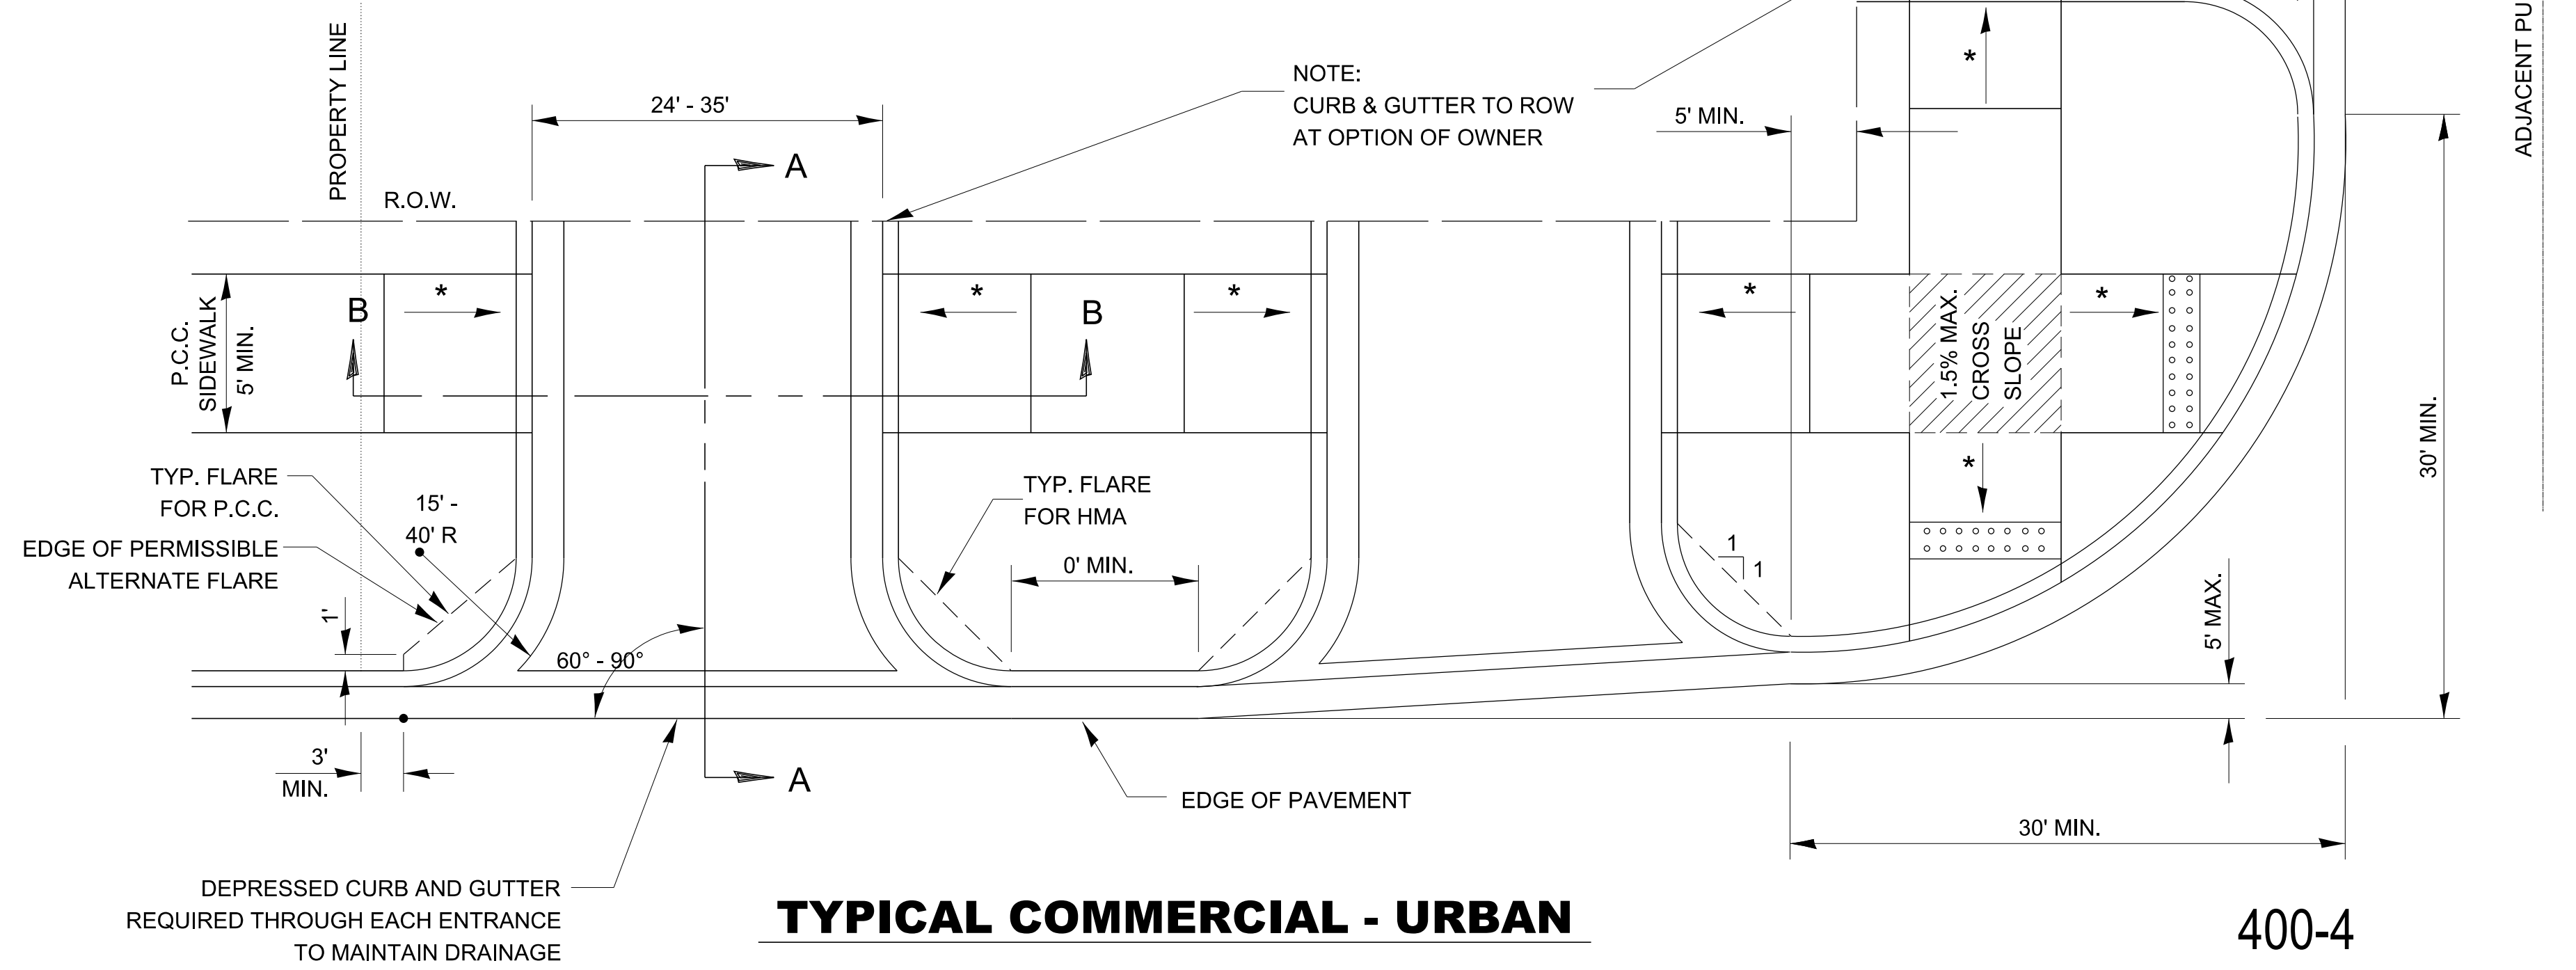 PROPERTY LINE
ADJACENT PU
NOTE:
CURB & GUTTER TO ROW
AT OPTION OF OWNER
24' - 35'
5' MIN.
*
A
R.O.W.
P.C.C.
SIDEWALK
5' MIN.
B
*
*
B
*
*
1.5% MAX.
CROSS
SLOPE
*
*
30' MIN.
TYP. FLARE
FOR P.C.C.
15' -
40' R
EDGE OF PERMISSIBLE
ALTERNATE FLARE
TYP. FLARE
FOR HMA
0' MIN.
1
1
1'
60° - 90°
5' MAX.
3'
MIN.
A
EDGE OF PAVEMENT
30' MIN.
DEPRESSED CURB AND GUTTER
REQUIRED THROUGH EACH ENTRANCE
TO MAINTAIN DRAINAGE
TYPICAL COMMERCIAL - URBAN
400-4